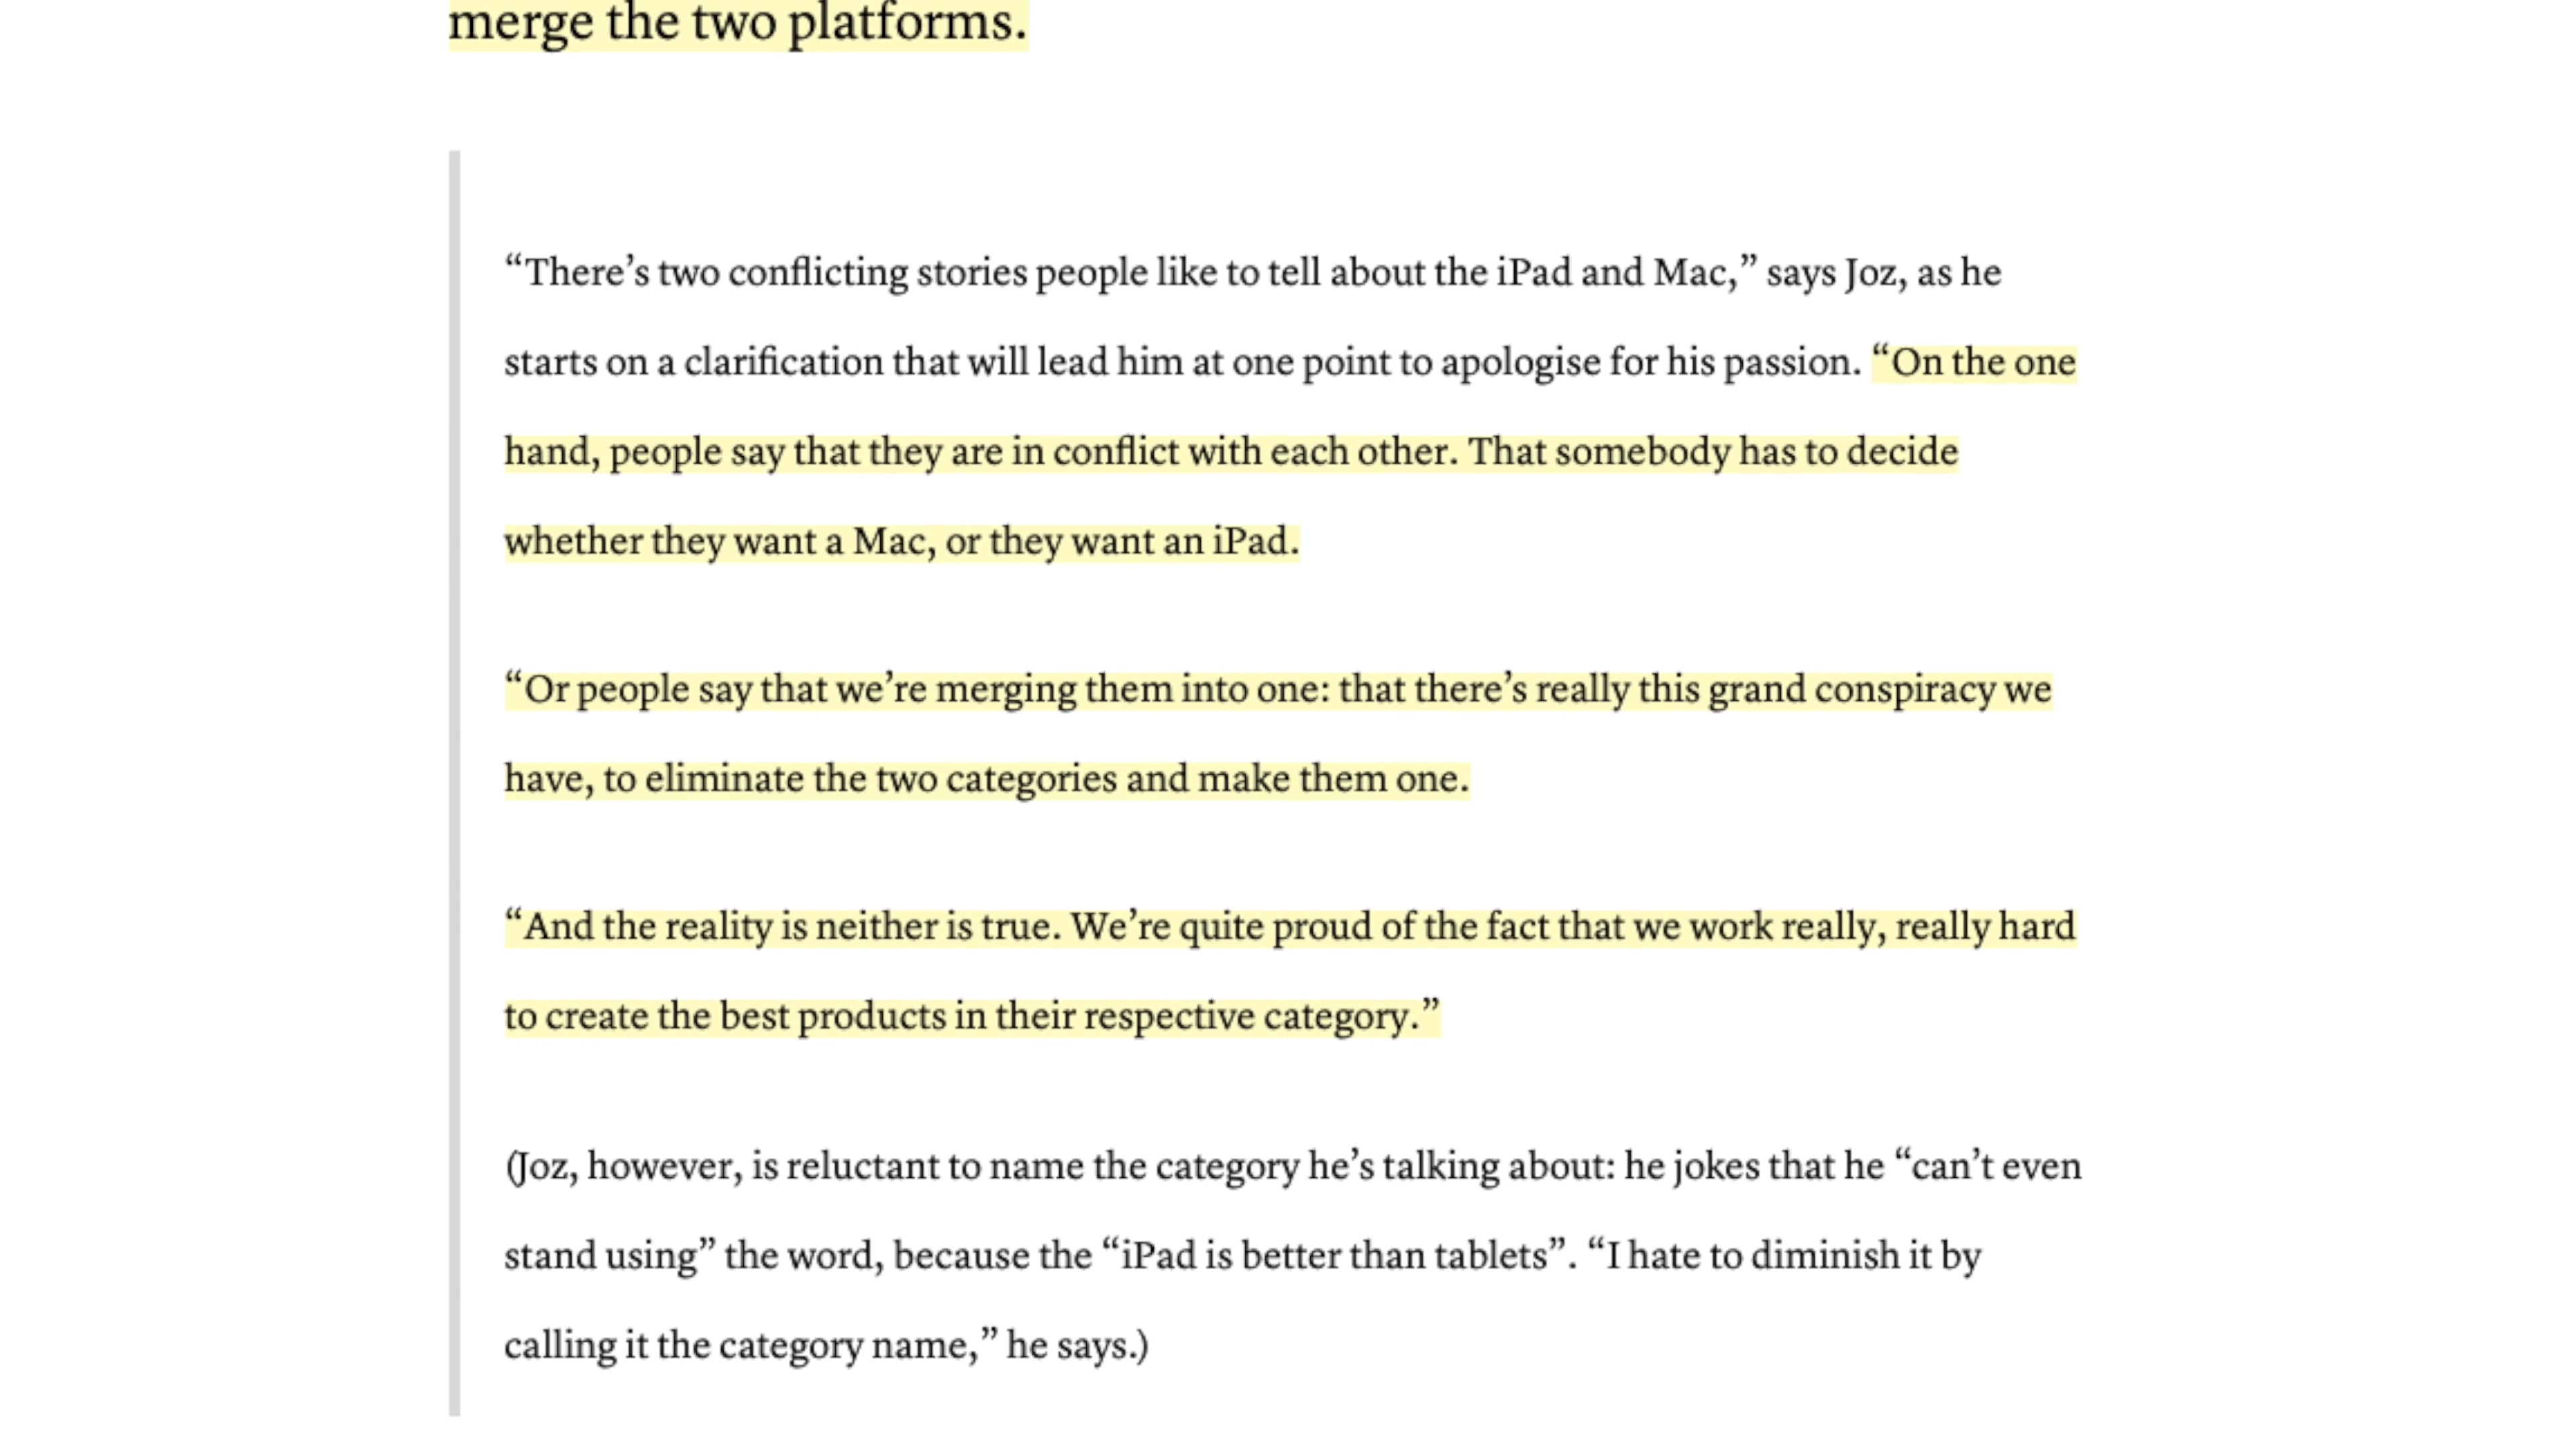 merge the two platforms.
“There’s two conflicting stories people like to tell about the iPad and Mac,” says Joz, as he
starts on a clarification that will lead him at one point to apologise for his passion. “On the one
hand, people say that they are in conflict with each other. That somebody has to decide
whether they want a Mac, or they want an iPad.
“Or people say that we’re merging them into one: that there’s really this grand conspiracy we
have, to eliminate the two categories and make them one.
“And the reality is neither is true. We’re quite proud of the fact that we work really, really hard
to create the best products in their respective category.”
(Joz, however, is reluctant to name the category he’s talking about: he jokes that he “can’t even
stand using” the word, because the “iPad is better than tablets”. “I hate to diminish it by
calling it the category name,” he says.)